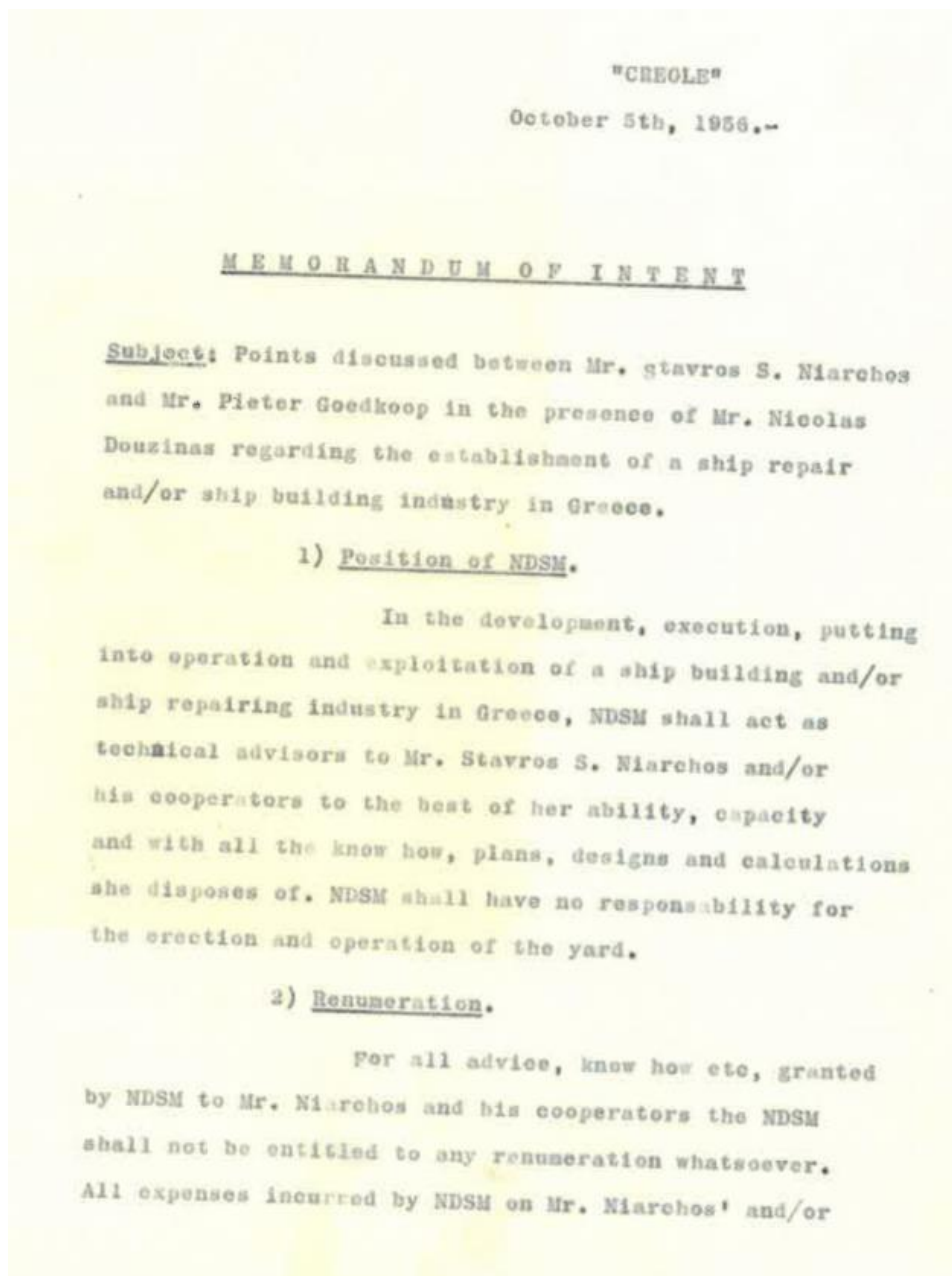 "CREOLE"
October 5th, 1956.-
MEMORANDUM OF INTENT
Subject: Points discussed between Mr. stavros S. Niarchos
and Mr. Pieter Goedkoop in the presence of Mr. Nicolas
Douzinas regarding the establishment of a ship repair
and/or ship building industry in Greece.
1) Position of NDSM.
In the development, execution, putting
into operation and exploitation of a ship building and/or
ship repairing industry in Greece, NDSM shall act as
technical advisors to Mr. Stavros S. Niarchos and/or
his cooperators to the best of her ability, capacity
and with all the know how, plans, designs and calculations
she disposes of. NDSM shall have no responsability for
the erection and operation of the yard.
2) Renumeration.
For all advice, know how etc, granted
by NDSM to Mr. Niarchos and his cooperators the NDSM
shall not be entitled to any renumeration whatsoever.
All expenses incurred by NDSM on Mr. Niarchos' and/or